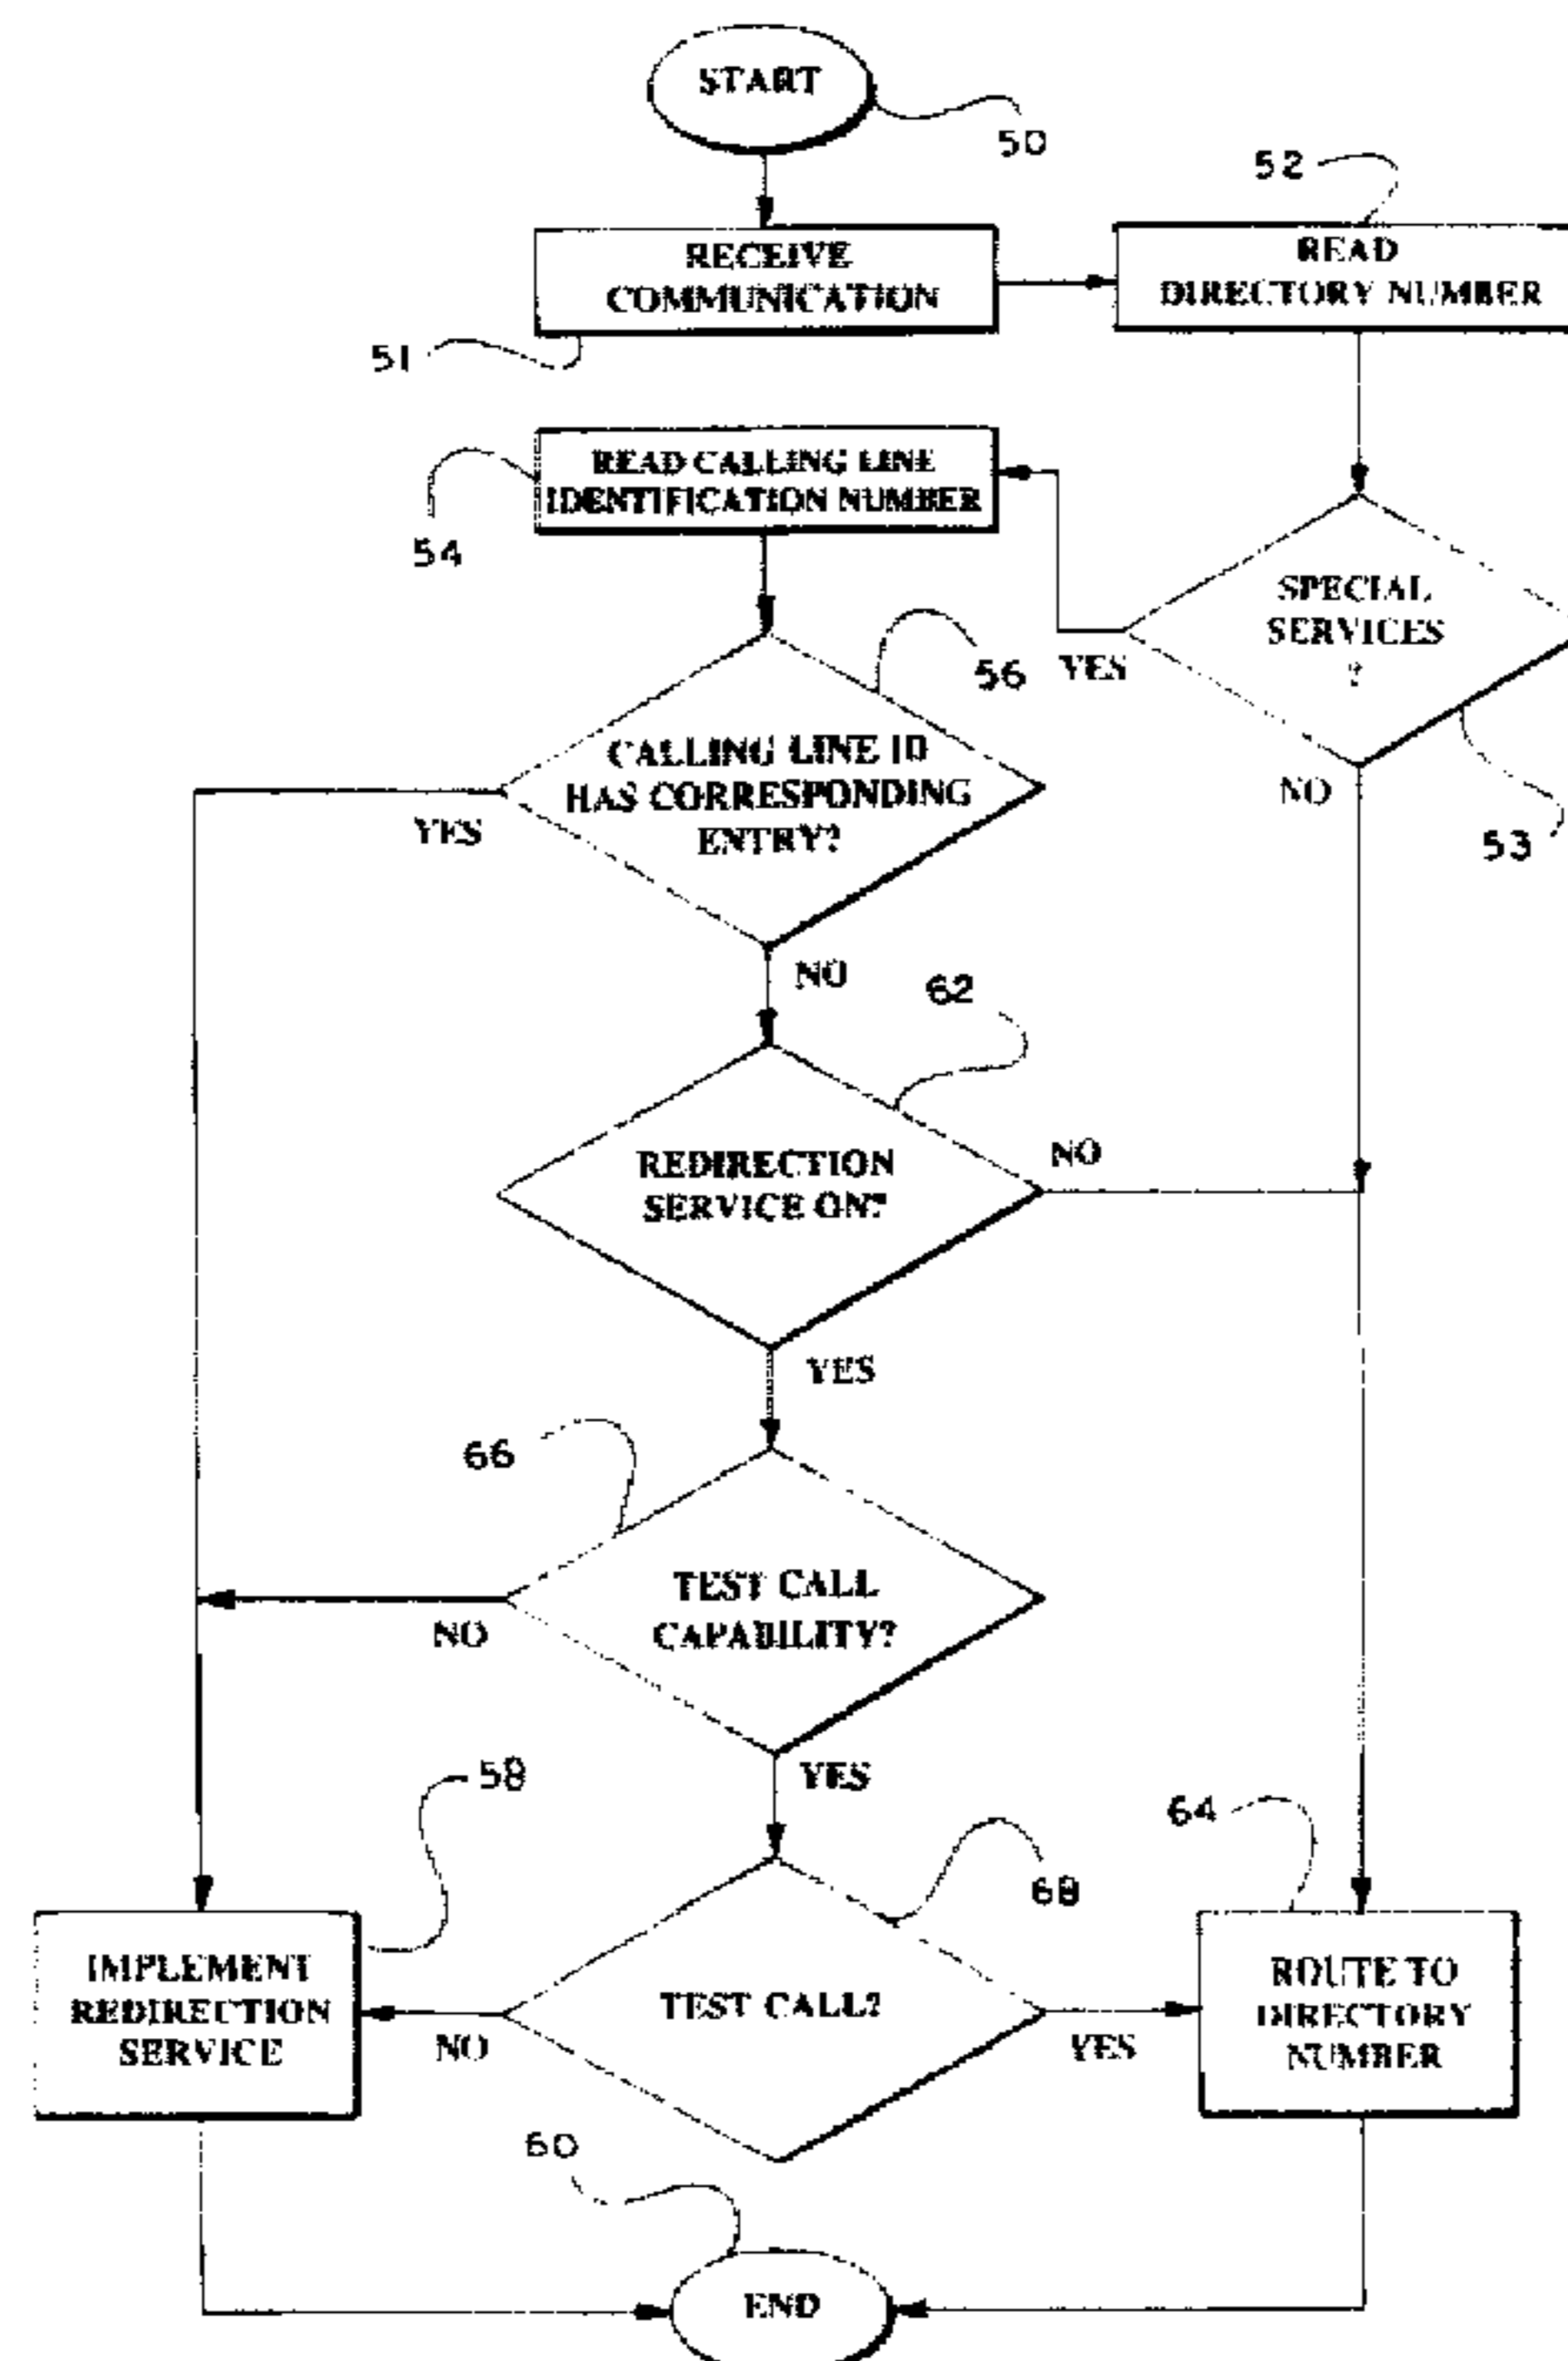 START
50
52
RECEIVE
COMMUNICATION
READ
DIRECTORY NUMBER
51
READ CALLING LINE
IDENTIFICATION NUMBER
54
SPECIAL
SERVICES
?
56
YES
CALLING LINE ID
HAS CORRESPONDING
ENTRY?
YES
NO
53
NO
62
REDIRECTION
SERVICE ON?
NO
YES
66
TEST CALL
CAPABILITY?
NO
YES
58
64
68
IMPLEMENT
REDIRECTION
SERVICE
TEST CALL?
ROUTE TO
DIRECTORY
NUMBER
NO
YES
60
END